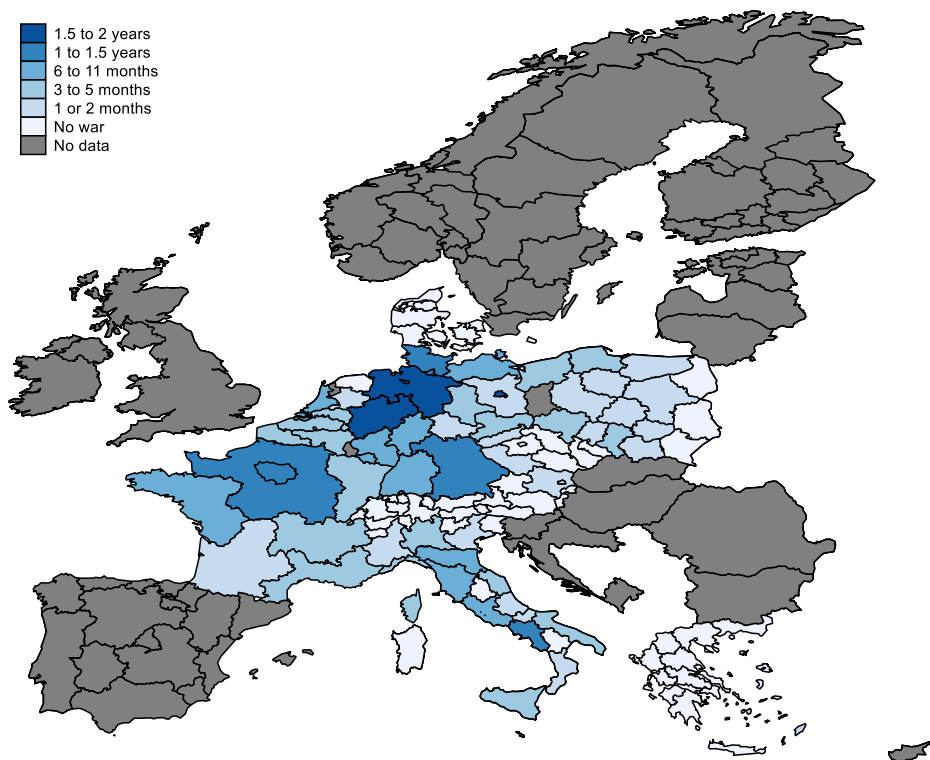 1.5 to 2 years
1 to 1.5 years
6 to 11 months
3 to 5 months
1 or 2 months
No war
No data